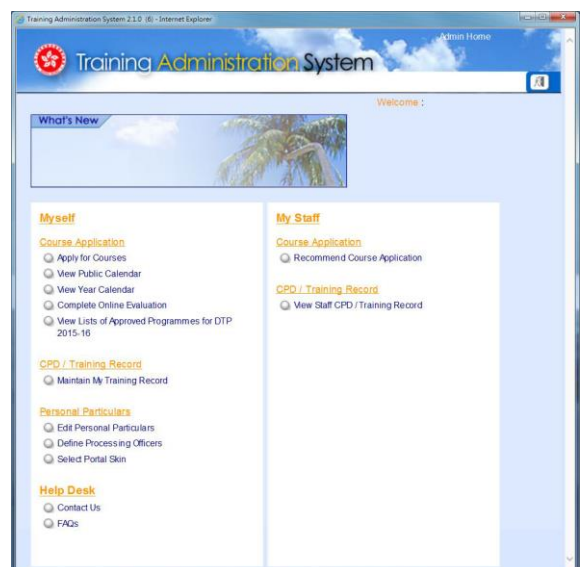 Training Administration System 2.1.0 (6) - Internet Explorer
Admin Home
Training Administration System
Welcome :
What's New
Myself
Course Application
Apply for Courses
View Public Calendar
View Year Calendar
Complete Online Evaluation
View Lists of Approved Programmes for DTP
2015-16
CPD / Training Record
Maintain My Training Record
Personal Particulars
Edit Personal Particulars
Define Processing Officers
Select Portal Skin
Help Desk
Contact Us
FAQs
My Staff
Course Application
Recommend Course Application
CPD / Training Record
View Staff CPD / Training Record